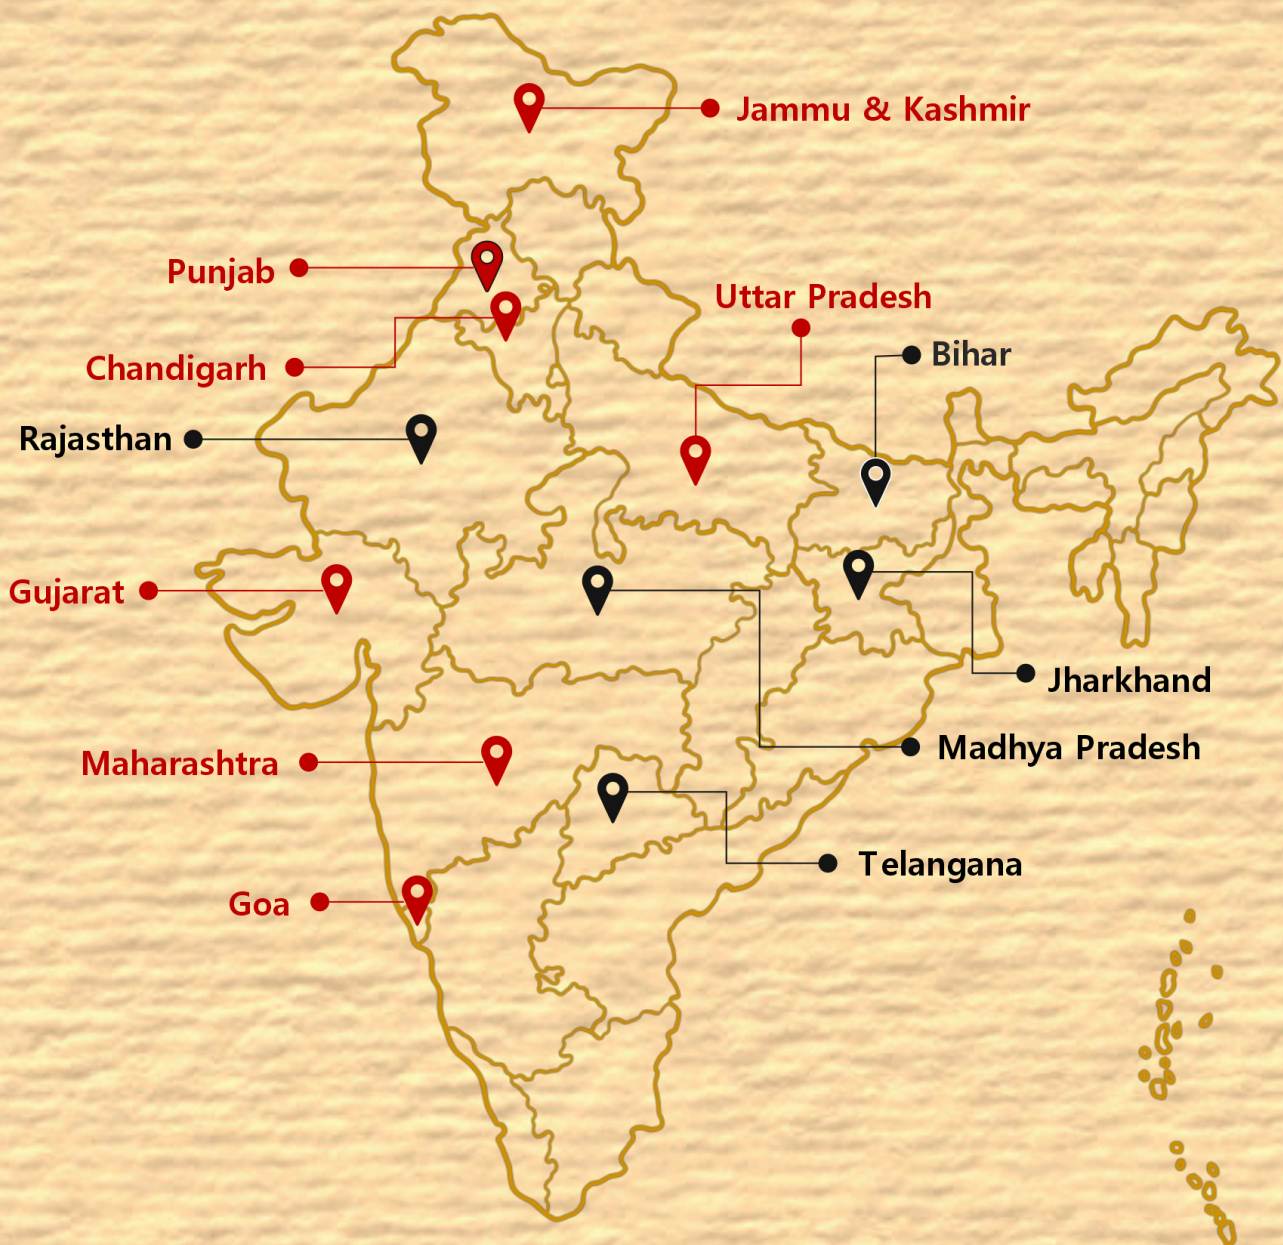 Jammu & Kashmir
Punjab
Uttar Pradesh
Bihar
Chandigarh
Rajasthan
Gujarat
Jharkhand
Madhya Pradesh
Maharashtra
Telangana
Goa